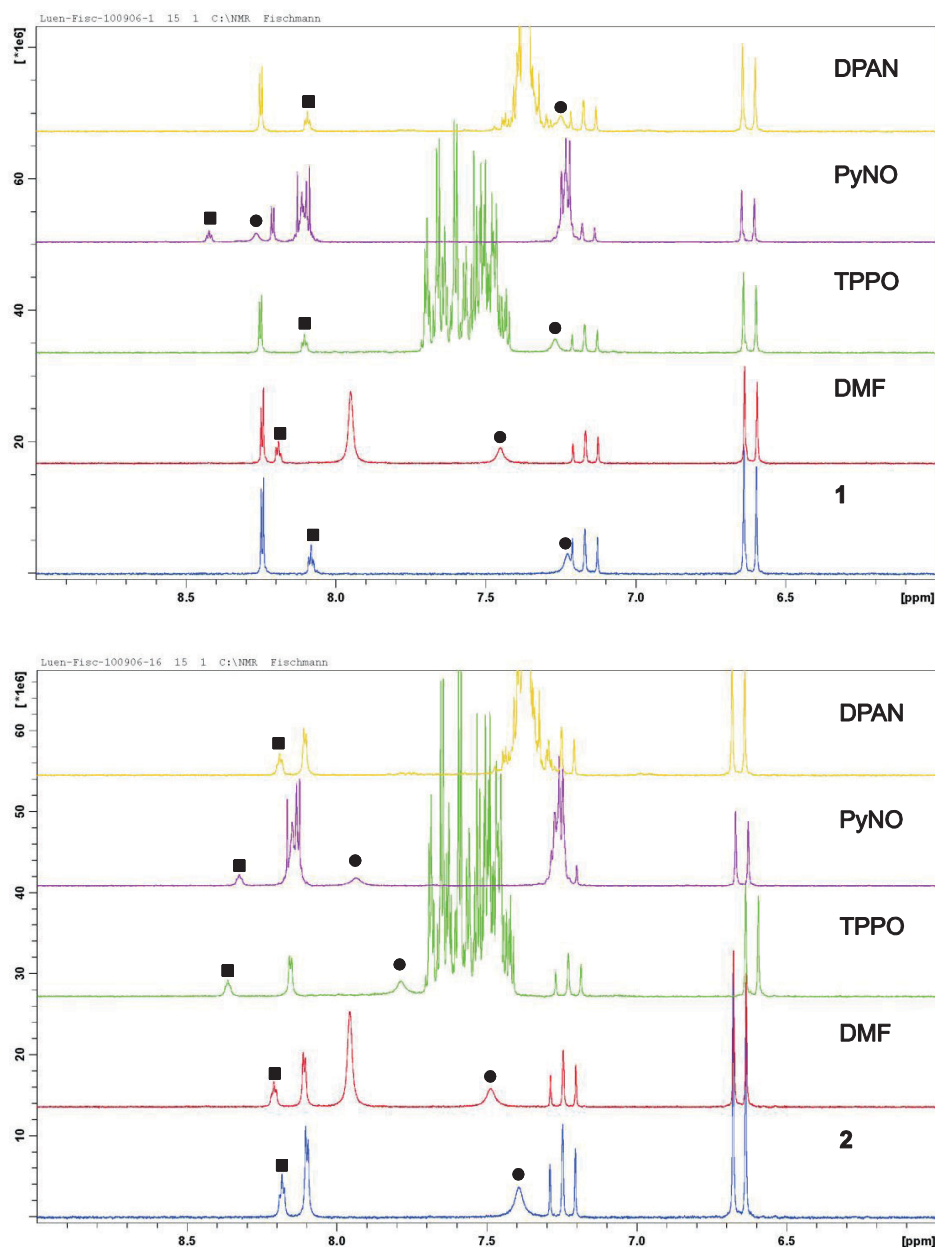 Luen-Fisc-100906-1 15 1 C:\NMR Fischmann
[*1e6]
DPAN
60
PyNO
40
TPPO
DMF
20
1
0
8.5 8.0 7.5 7.0 6.5 [ppm]
Luen-Fisc-100906-16 15 1 C:\NMR Fischmann
[*1e6]
DPAN
60
PyNO
50
40
TPPO
30
DMF
20
2
10
0
8.5 8.0 7.5 7.0 6.5 [ppm]